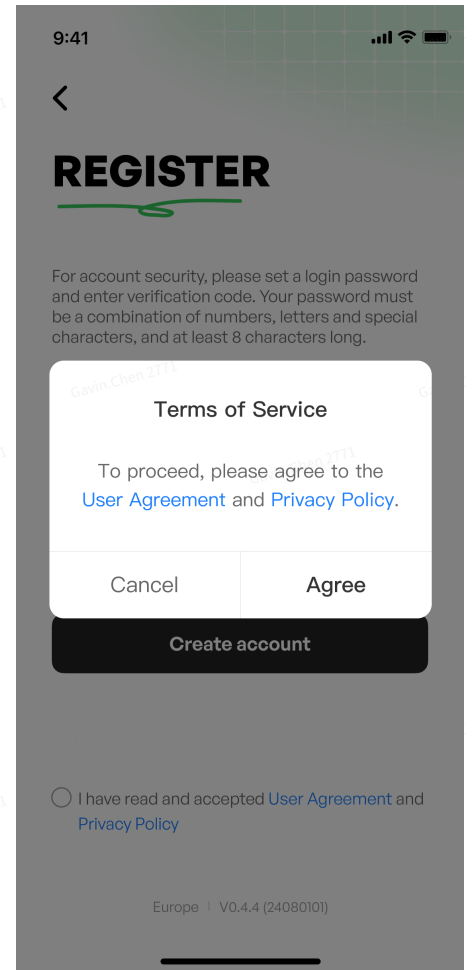 9:41
REGISTER
For account security, please set a login password
and enter verification code. Your password must
be a combination of numbers, letters and special
characters, and at least 8 characters long.
Gavin.Chen 2771
Terms of Service
To proceed, please agree to the
User Agreement and Privacy Policy.
Cancel
Agree
Create account
I have read and accepted User Agreement and
Privacy Policy
Europe | V0.4.4 (24080101)